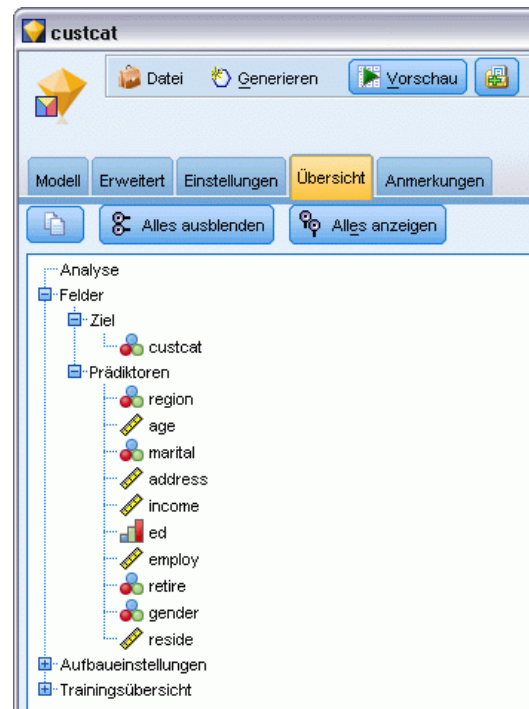 custcat
Datei Generieren Vorschau
Modell Erweitert Einstellungen Übersicht Anmerkungen
Alles ausblenden Alles anzeigen
Analyse
Felder
Ziel
custcat
Prädiktoren
region
age
marital
address
income
ed
employ
retire
gender
reside
Aufbaueinstellungen
Trainingsübersicht